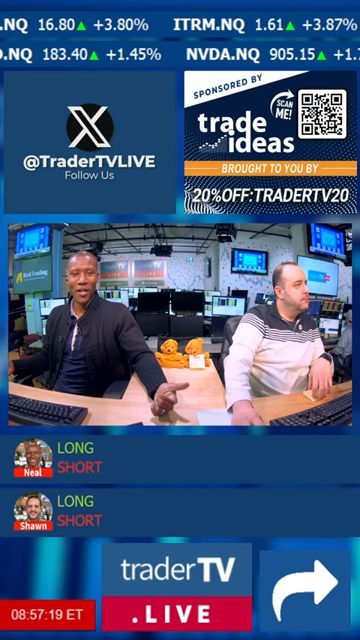 .NQ 16.80▲ +3.80% ITRM.NQ 1.61▲ +3.87%
.NQ 183.40▲ +1.45% NVDA.NQ 905.15▲ +1.
@TraderTVLIVE
Follow Us
SPONSORED BY
SCAN ME!
trade ideas
BROUGHT TO YOU BY
20%OFF:TRADERTV20
LONG
SHORT
Neal
LONG
SHORT
Shawn
08:57:19 ET
traderTV
.LIVE